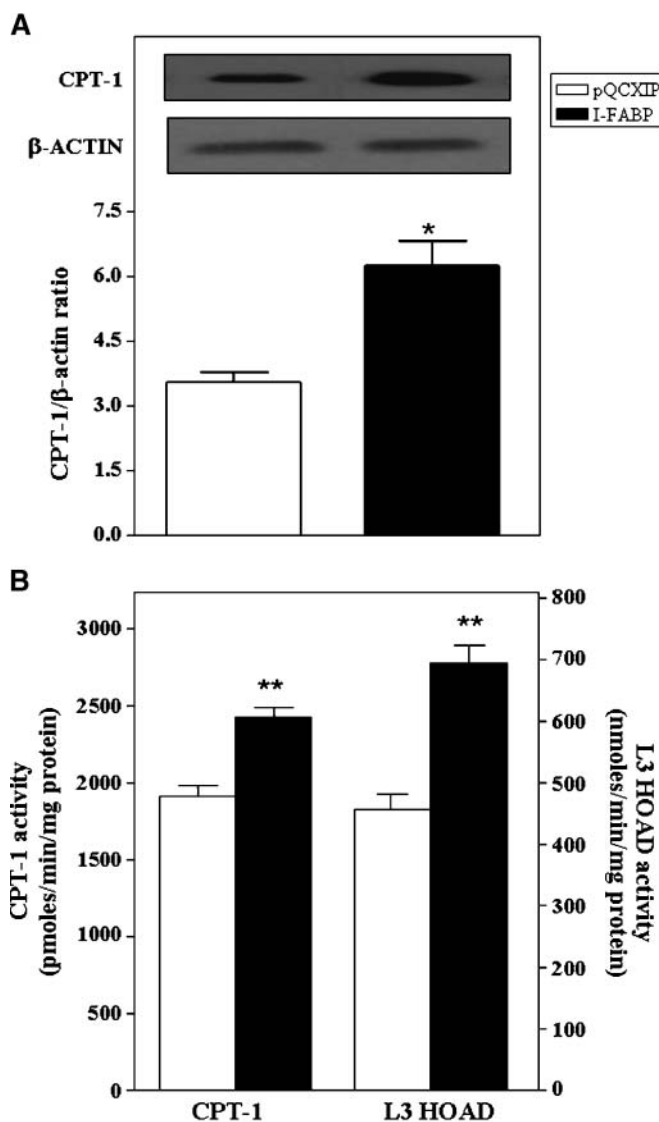 A
CPT-1
β-ACTIN
pQCXIP
I-FABP
CPT-1/β-actin ratio
7.5
6.0
4.5
3.0
1.5
0.0
*
B
CPT-1 activity
(pmoles/min/mg protein)
3000
2500
2000
1500
1000
500
0
**
**
800
700
600
500
400
300
200
100
0
L3 HOAD activity
(nmoles/min/mg protein)
CPT-1
L3 HOAD